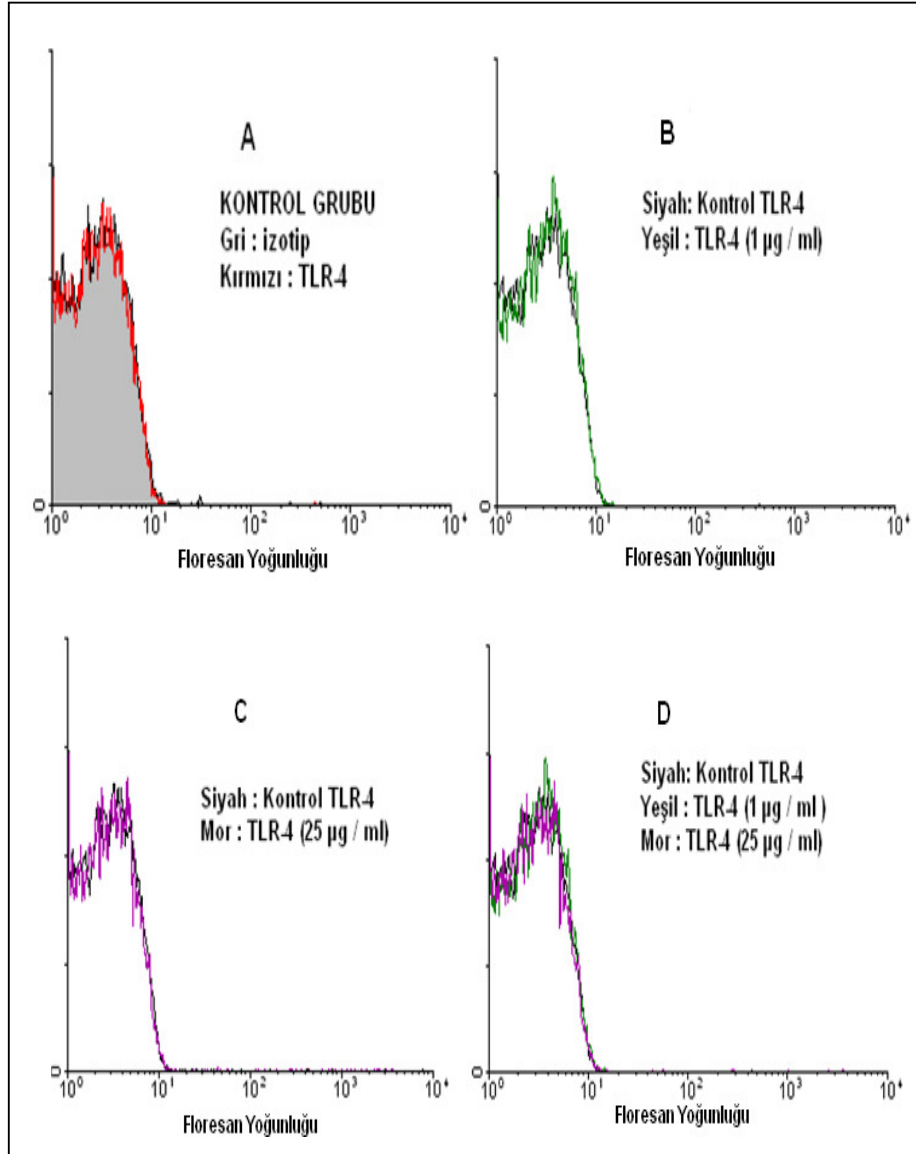 A
KONTROL GRUBU
Gri : izotip
Kırmızı : TLR-4
0
10⁰ 10¹ 10² 10³ 10⁴
Floresan Yoğunluğu
B
Siyah: Kontrol TLR-4
Yeşil : TLR-4 (1 µg / ml)
0
10⁰ 10¹ 10² 10³ 10⁴
Floresan Yoğunluğu
C
Siyah : Kontrol TLR-4
Mor : TLR-4 (25 µg / ml)
0
10⁰ 10¹ 10² 10³ 10⁴
Floresan Yoğunluğu
D
Siyah: Kontrol TLR-4
Yeşil : TLR-4 (1 µg / ml )
Mor : TLR-4 (25 µg / ml)
0
10⁰ 10¹ 10² 10³ 10⁴
Floresan Yoğunluğu